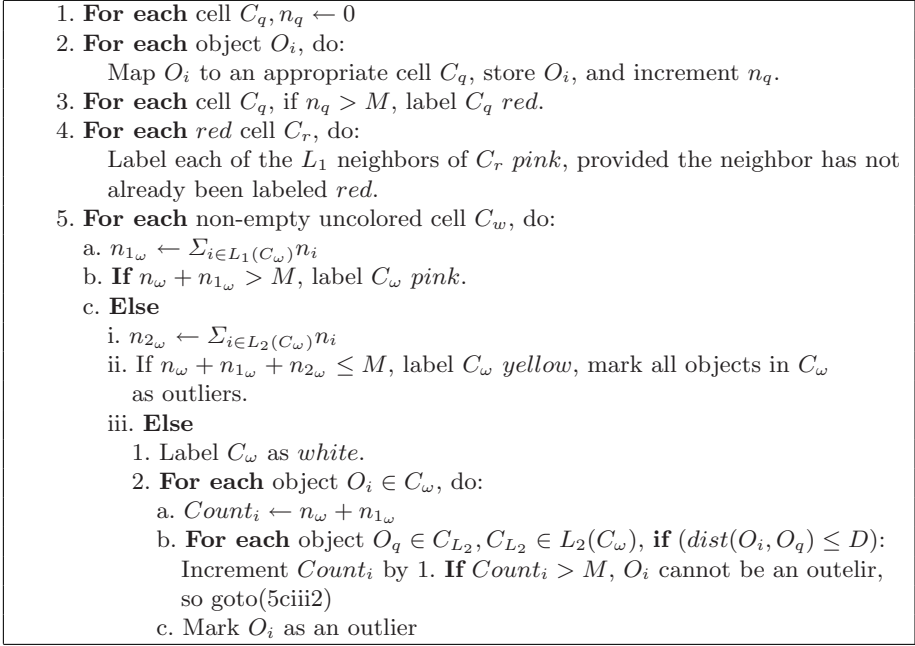 1. For each cell C_q, n_q ← 0
2. For each object O_i, do:
Map O_i to an appropriate cell C_q, store O_i, and increment n_q.
3. For each cell C_q, if n_q > M, label C_q red.
4. For each red cell C_r, do:
Label each of the L_1 neighbors of C_r pink, provided the neighbor has not
already been labeled red.
5. For each non-empty uncolored cell C_w, do:
a. n_{1_ω} ← Σ_{i∈L_1(C_ω)} n_i
b. If n_ω + n_{1_ω} > M, label C_ω pink.
c. Else
i. n_{2_ω} ← Σ_{i∈L_2(C_ω)} n_i
ii. If n_ω + n_{1_ω} + n_{2_ω} ≤ M, label C_ω yellow, mark all objects in C_ω
as outliers.
iii. Else
1. Label C_ω as white.
2. For each object O_i ∈ C_ω, do:
a. Count_i ← n_ω + n_{1_ω}
b. For each object O_q ∈ C_{L_2}, C_{L_2} ∈ L_2(C_ω), if (dist(O_i, O_q) ≤ D):
Increment Count_i by 1. If Count_i > M, O_i cannot be an outelir,
so goto(5ciii2)
c. Mark O_i as an outlier